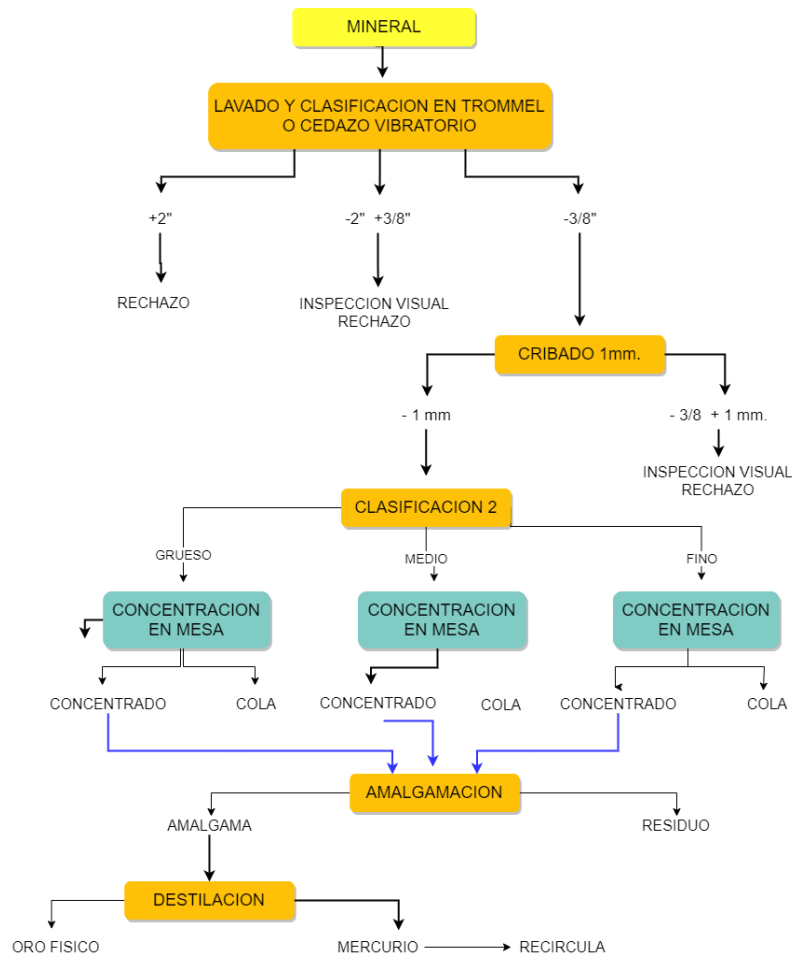 MINERAL
LAVADO Y CLASIFICACION EN TROMMEL
O CEDAZO VIBRATORIO
+2"
-2" +3/8"
-3/8"
RECHAZO
INSPECCION VISUAL
RECHAZO
CRIBADO 1mm.
- 1 mm
- 3/8 + 1 mm.
INSPECCION VISUAL
RECHAZO
CLASIFICACION 2
GRUESO
MEDIO
FINO
CONCENTRACION
EN MESA
CONCENTRACION
EN MESA
CONCENTRACION
EN MESA
CONCENTRADO
COLA
CONCENTRADO
COLA
CONCENTRADO
COLA
AMALGAMACION
AMALGAMA
RESIDUO
DESTILACION
ORO FISICO
MERCURIO
RECIRCULA